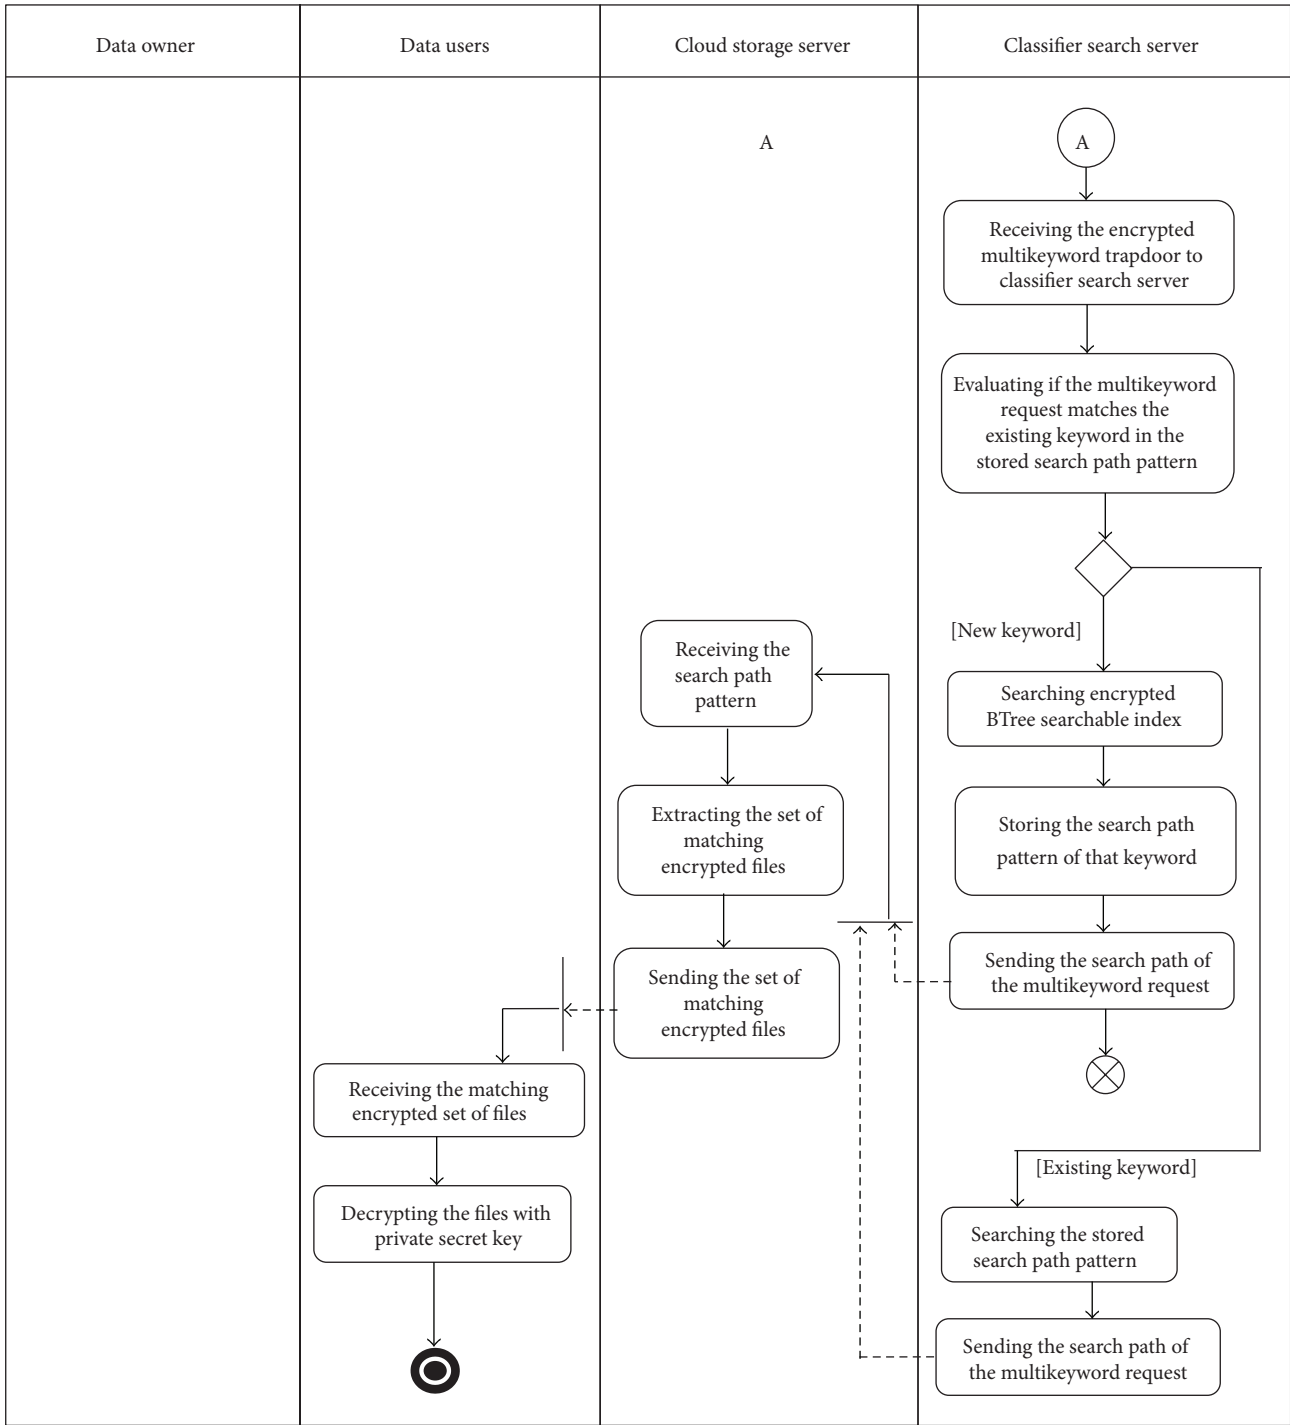 Data owner
Data users
Cloud storage server
Classifier search server
A
A
Receiving the encrypted
multikeyword trapdoor to
classifier search server
Evaluating if the multikeyword
request matches the
existing keyword in the
stored search path pattern
[New keyword]
Searching encrypted
BTree searchable index
Storing the search path
pattern of that keyword
Sending the search path of
the multikeyword request
[Existing keyword]
Searching the stored
search path pattern
Sending the search path of
the multikeyword request
Receiving the
search path
pattern
Extracting the set of
matching
encrypted files
Sending the set of
matching
encrypted files
Receiving the matching
encrypted set of files
Decrypting the files with
private secret key